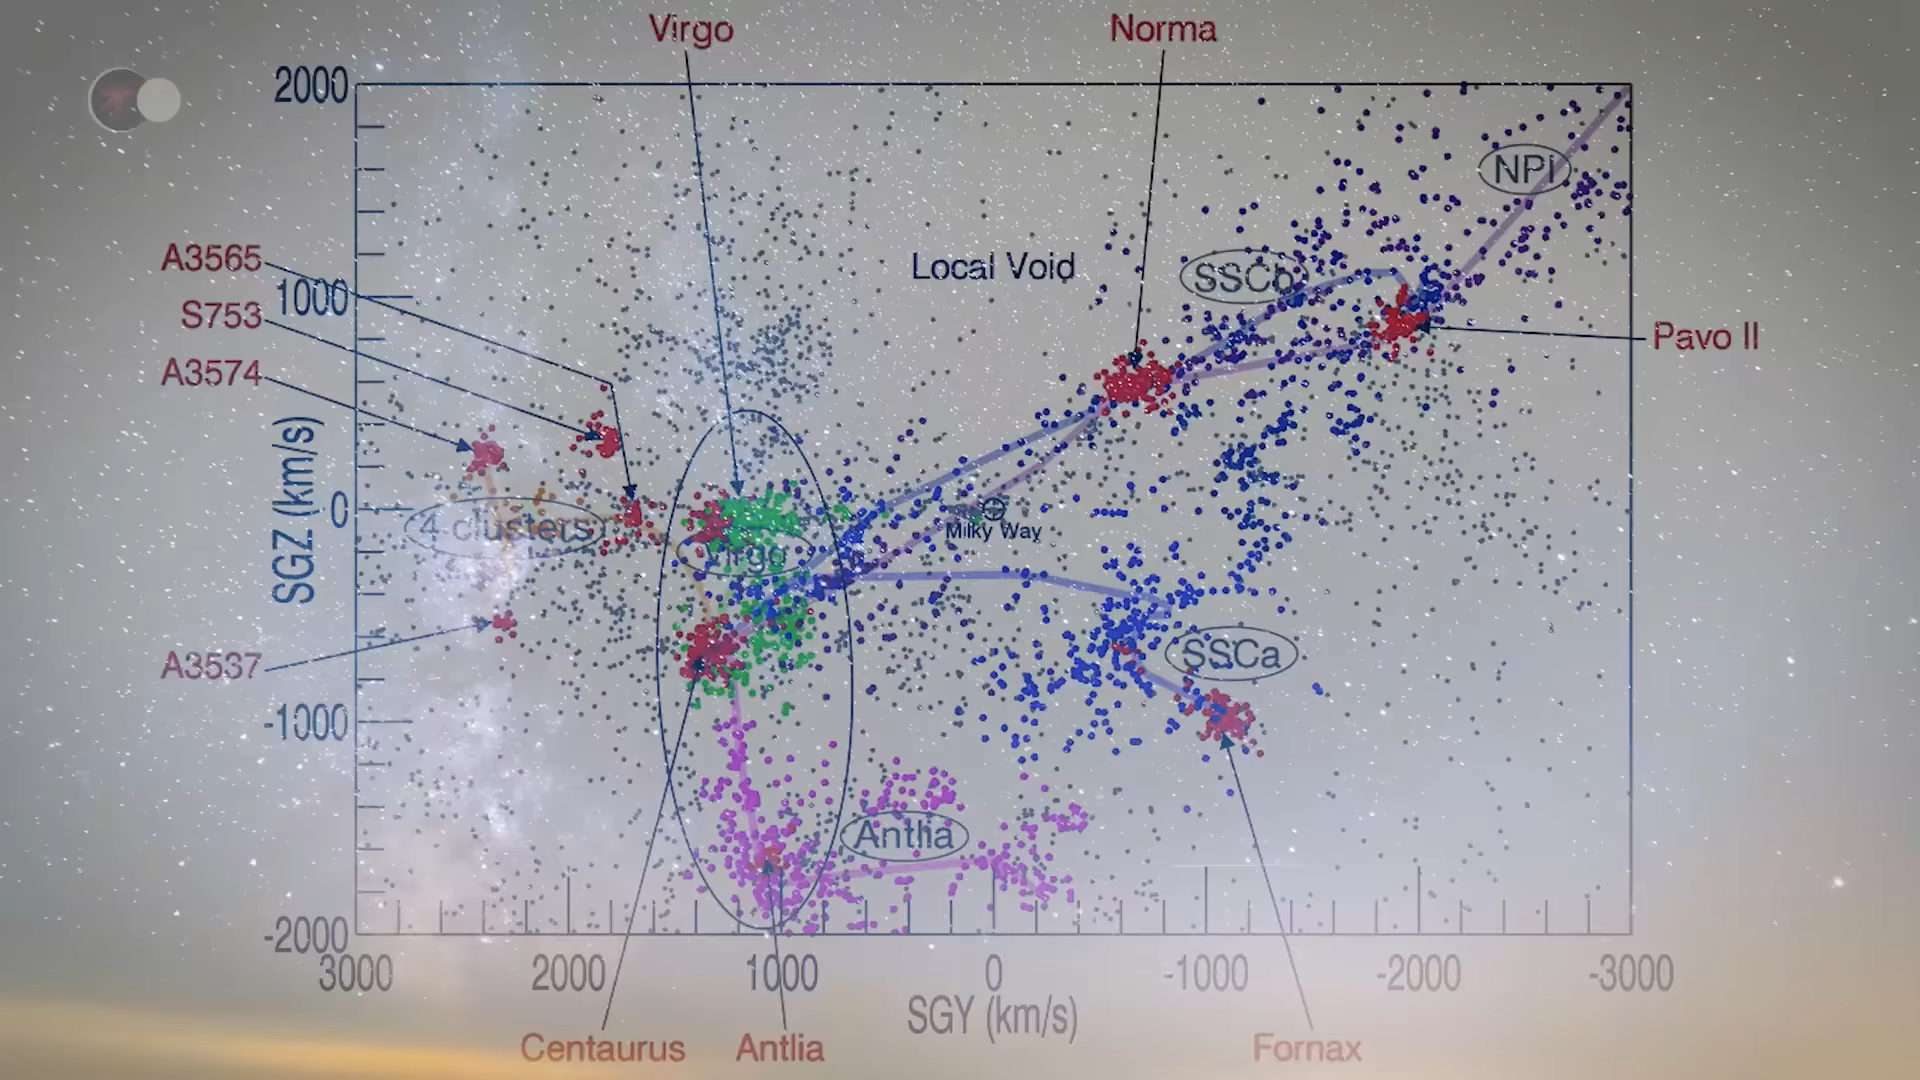 Virgo
Norma
2000
NPI
A3565
Local Void
SSCb
1000
S753
Pavo II
A3574
SGZ (km/s)
0
4 clusters
Virgo
Milky Way
SSCa
A3537
-1000
Antlia
-2000
3000
2000
1000
0
-1000
-2000
-3000
SGY (km/s)
Centaurus
Antlia
Fornax